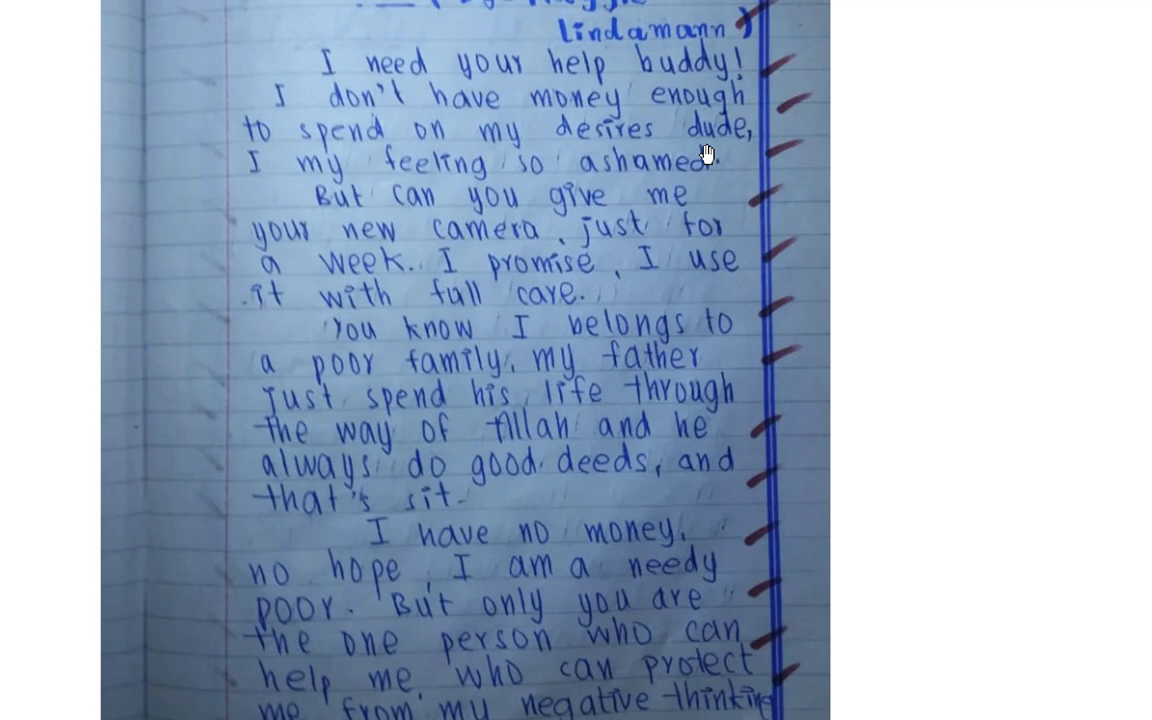 lindamann)
I need your help buddy!
I don't have money enough
to spend on my desires dude,
I my feeling so ashamed.
But can you give me
your new camera, just for
a week. I promise, I use
it with full care.
You know I belongs to
a poor family, my father
just spend his life through
the way of Allah and he
always do good deeds, and
that's sit.
I have no money,
no hope, I am a needy
poor. But only you are
the one person who can
help me, who can protect
me from my negative thinking